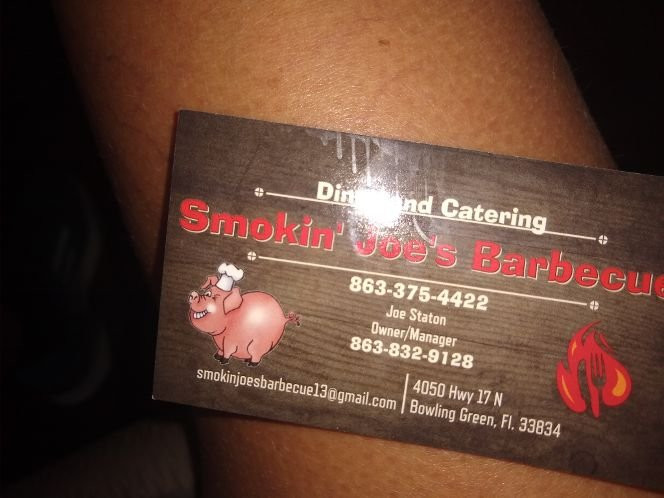 and Catering
Smokin' Joe's Barbecue
863-375-4422
Joe Staton
Owner/Manager
863-832-9128
smokinjoesbarbecue13@gmail.com
4050 Hwy 17 N
Bowling Green, Fl. 33834